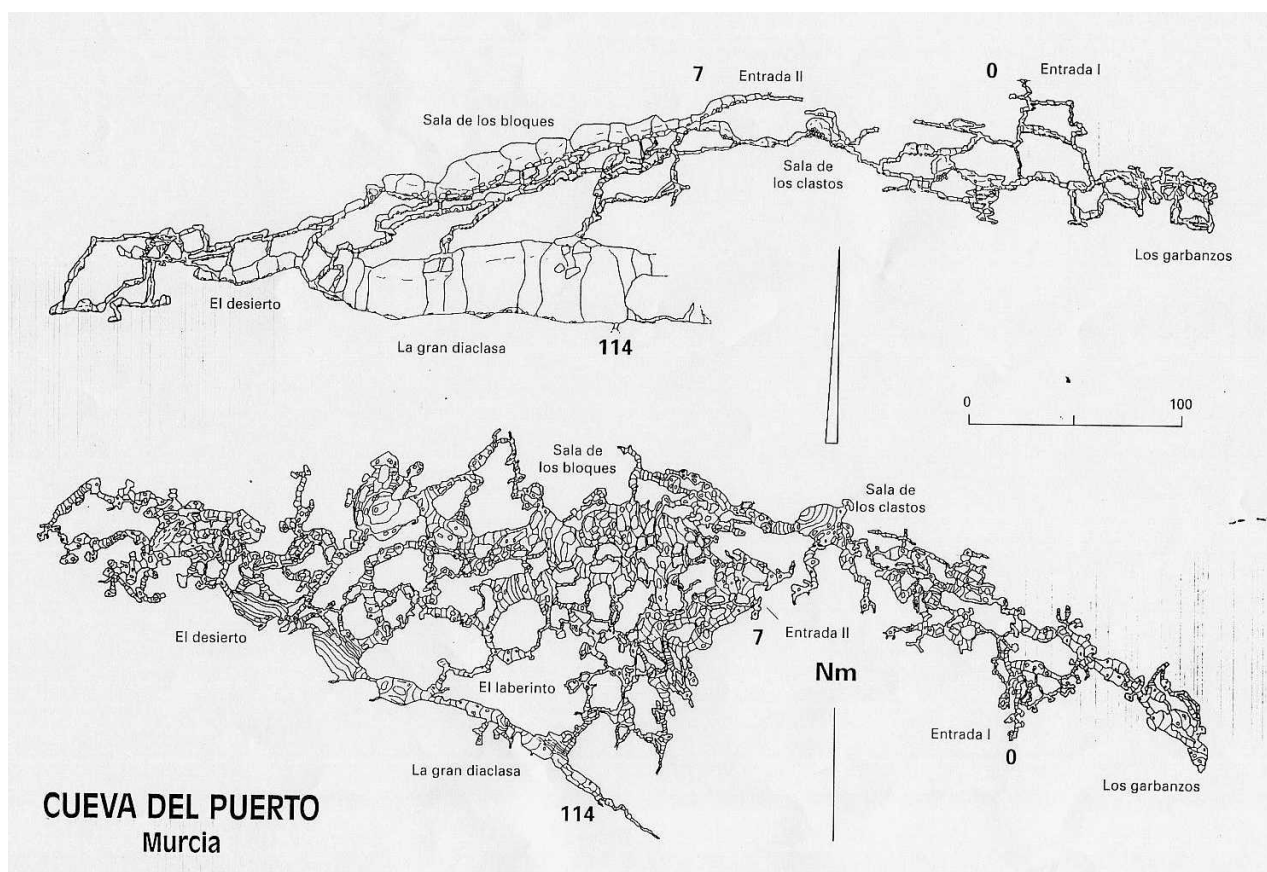 7 Entrada II
0 Entrada I
Sala de los bloques
Sala de
los clastos
Los garbanzos
El desierto
La gran diaclasa
114
0 100
Sala de
los bloques
Sala de
los clastos
El desierto
7 Entrada II
Nm
El laberinto
Entrada I
0
La gran diaclasa
Los garbanzos
114
CUEVA DEL PUERTO
Murcia